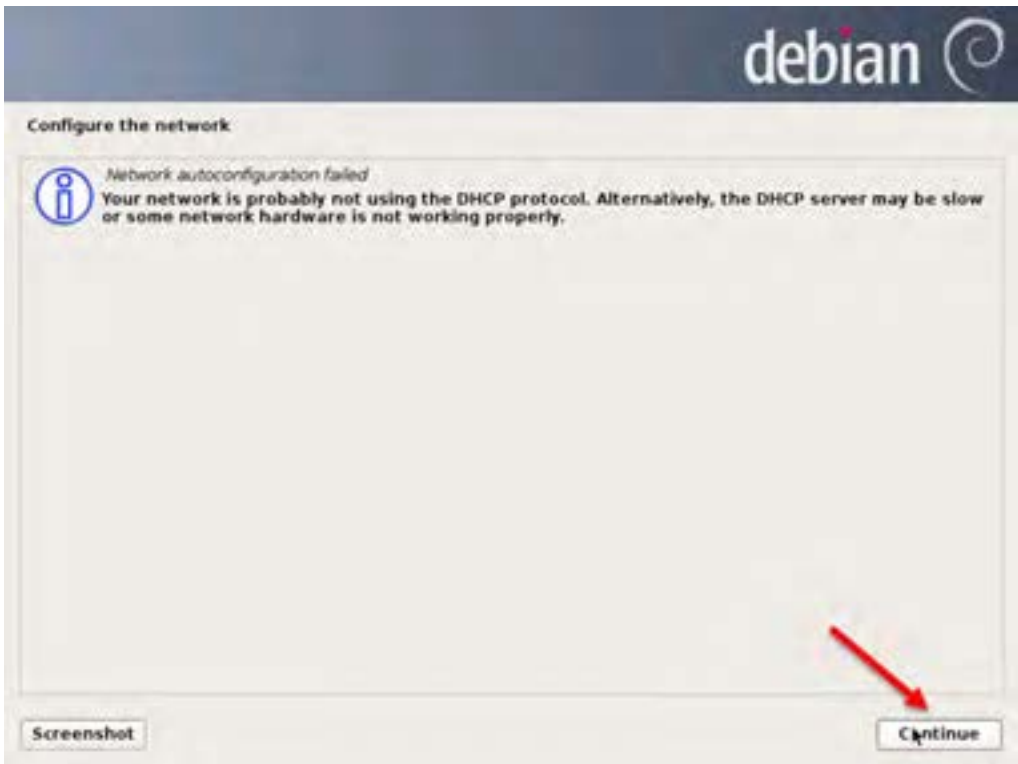 debian
Configure the network
Network autoconfiguration failed
Your network is probably not using the DHCP protocol. Alternatively, the DHCP server may be slow
or some network hardware is not working properly.
Screenshot
Continue